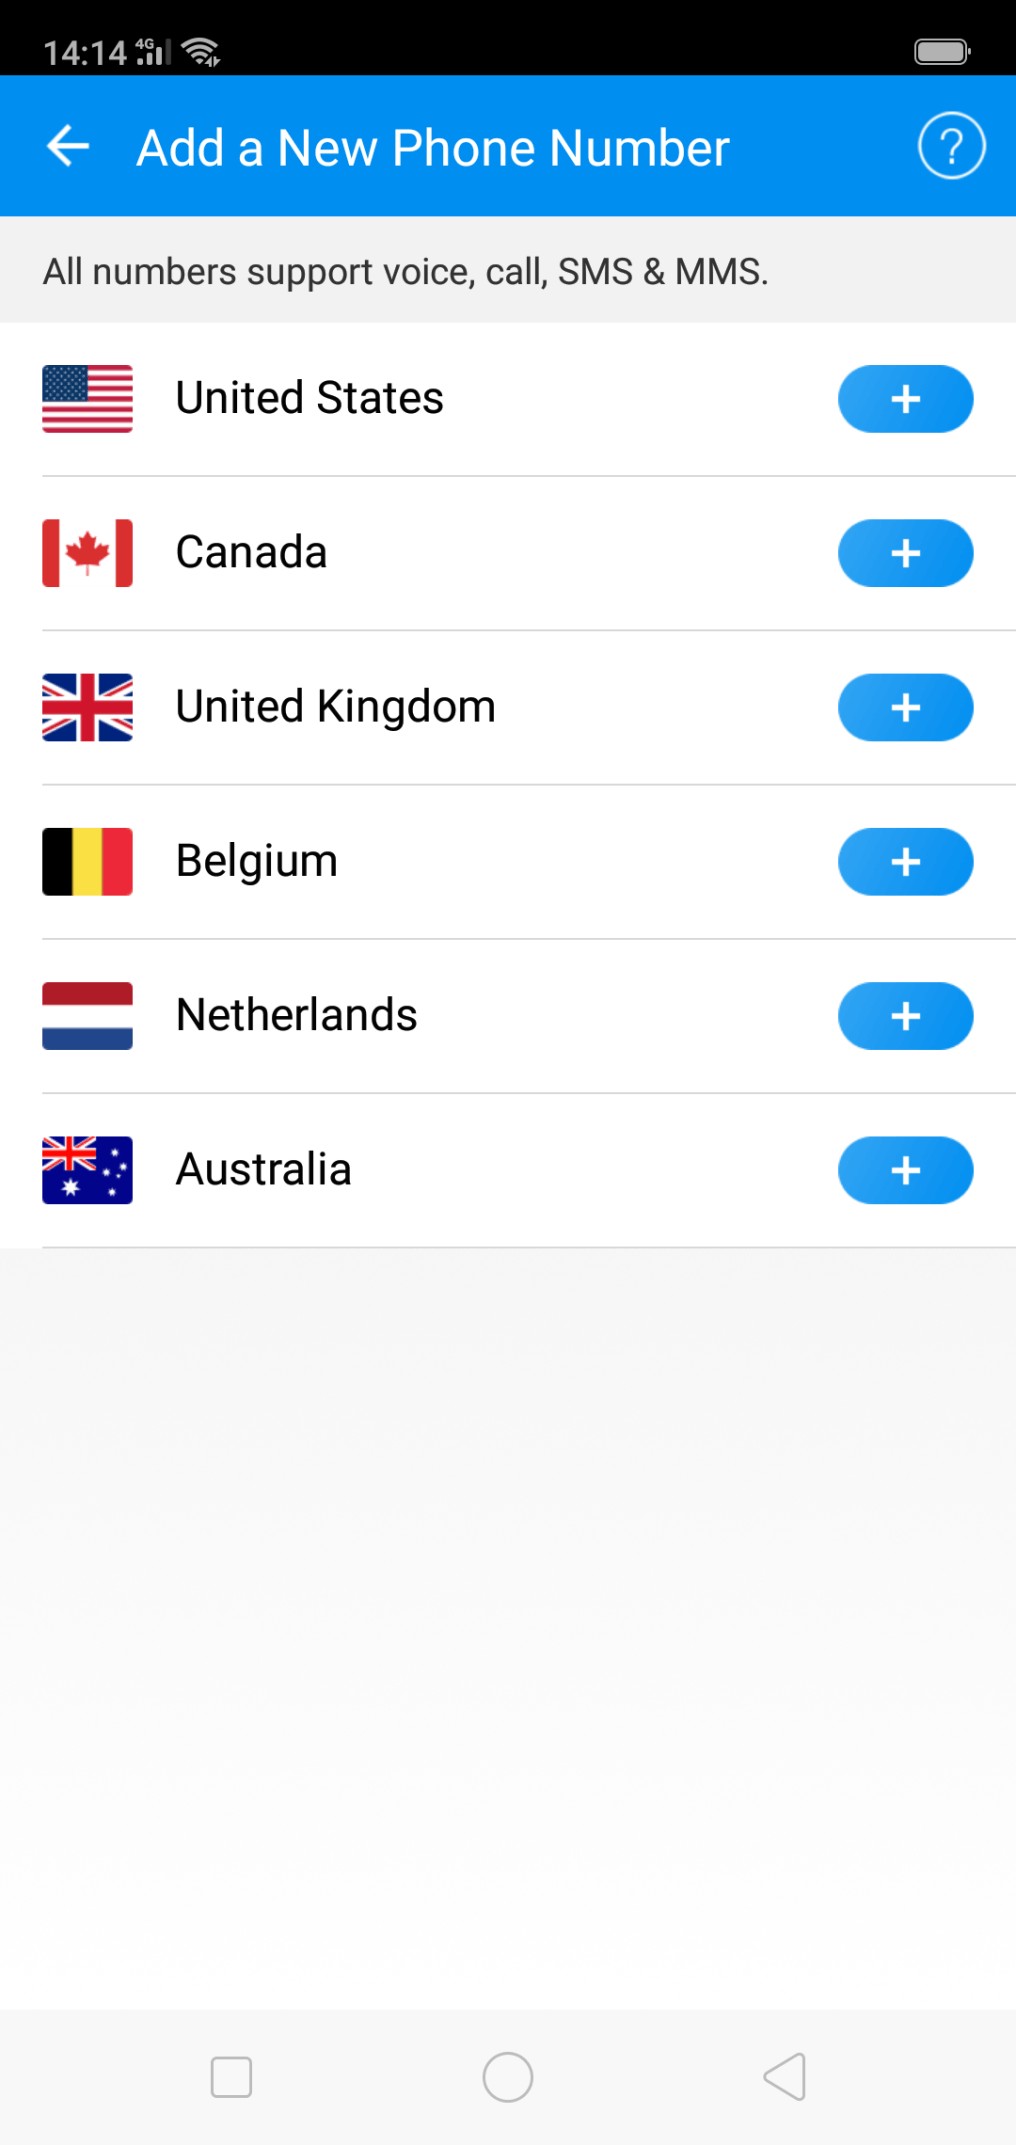 14:14 4G
Add a New Phone Number ?
All numbers support voice, call, SMS & MMS.
United States +
Canada +
United Kingdom +
Belgium +
Netherlands +
Australia +